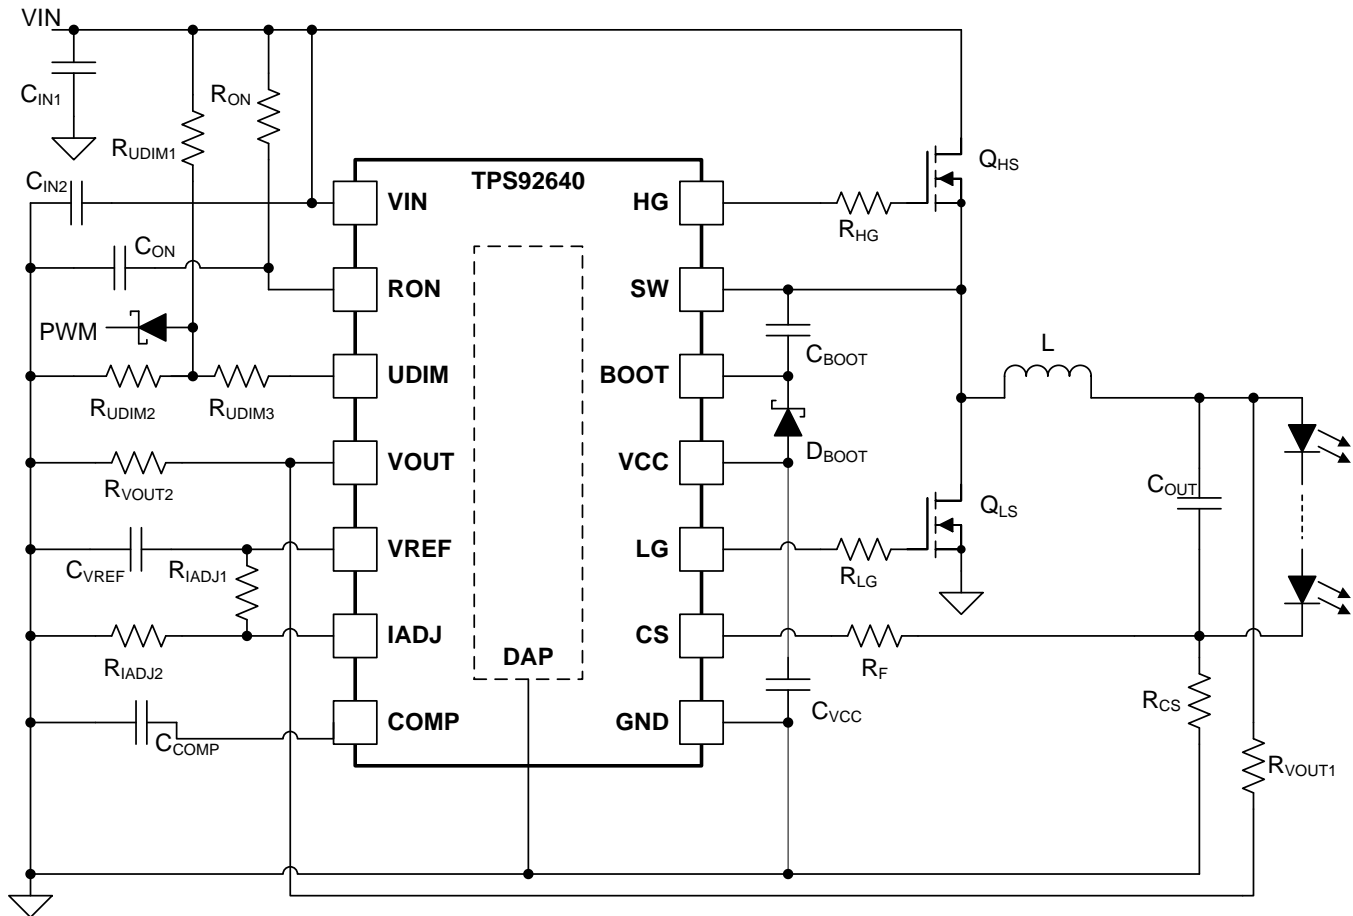 VIN
CIN1
RON
RUDIM1
TPS92640
QHS
CIN2
VIN
HG
RHG
CON
RON
SW
PWM
CBOOT
L
UDIM
BOOT
RUDIM2
RUDIM3
DBOOT
VOUT
VCC
RVOUT2
COUT
QLS
VREF
LG
CVREF
RIADJ1
RLG
IADJ
CS
RIADJ2
DAP
RF
RCS
COMP
GND
CVCC
CCOMP
RVOUT1